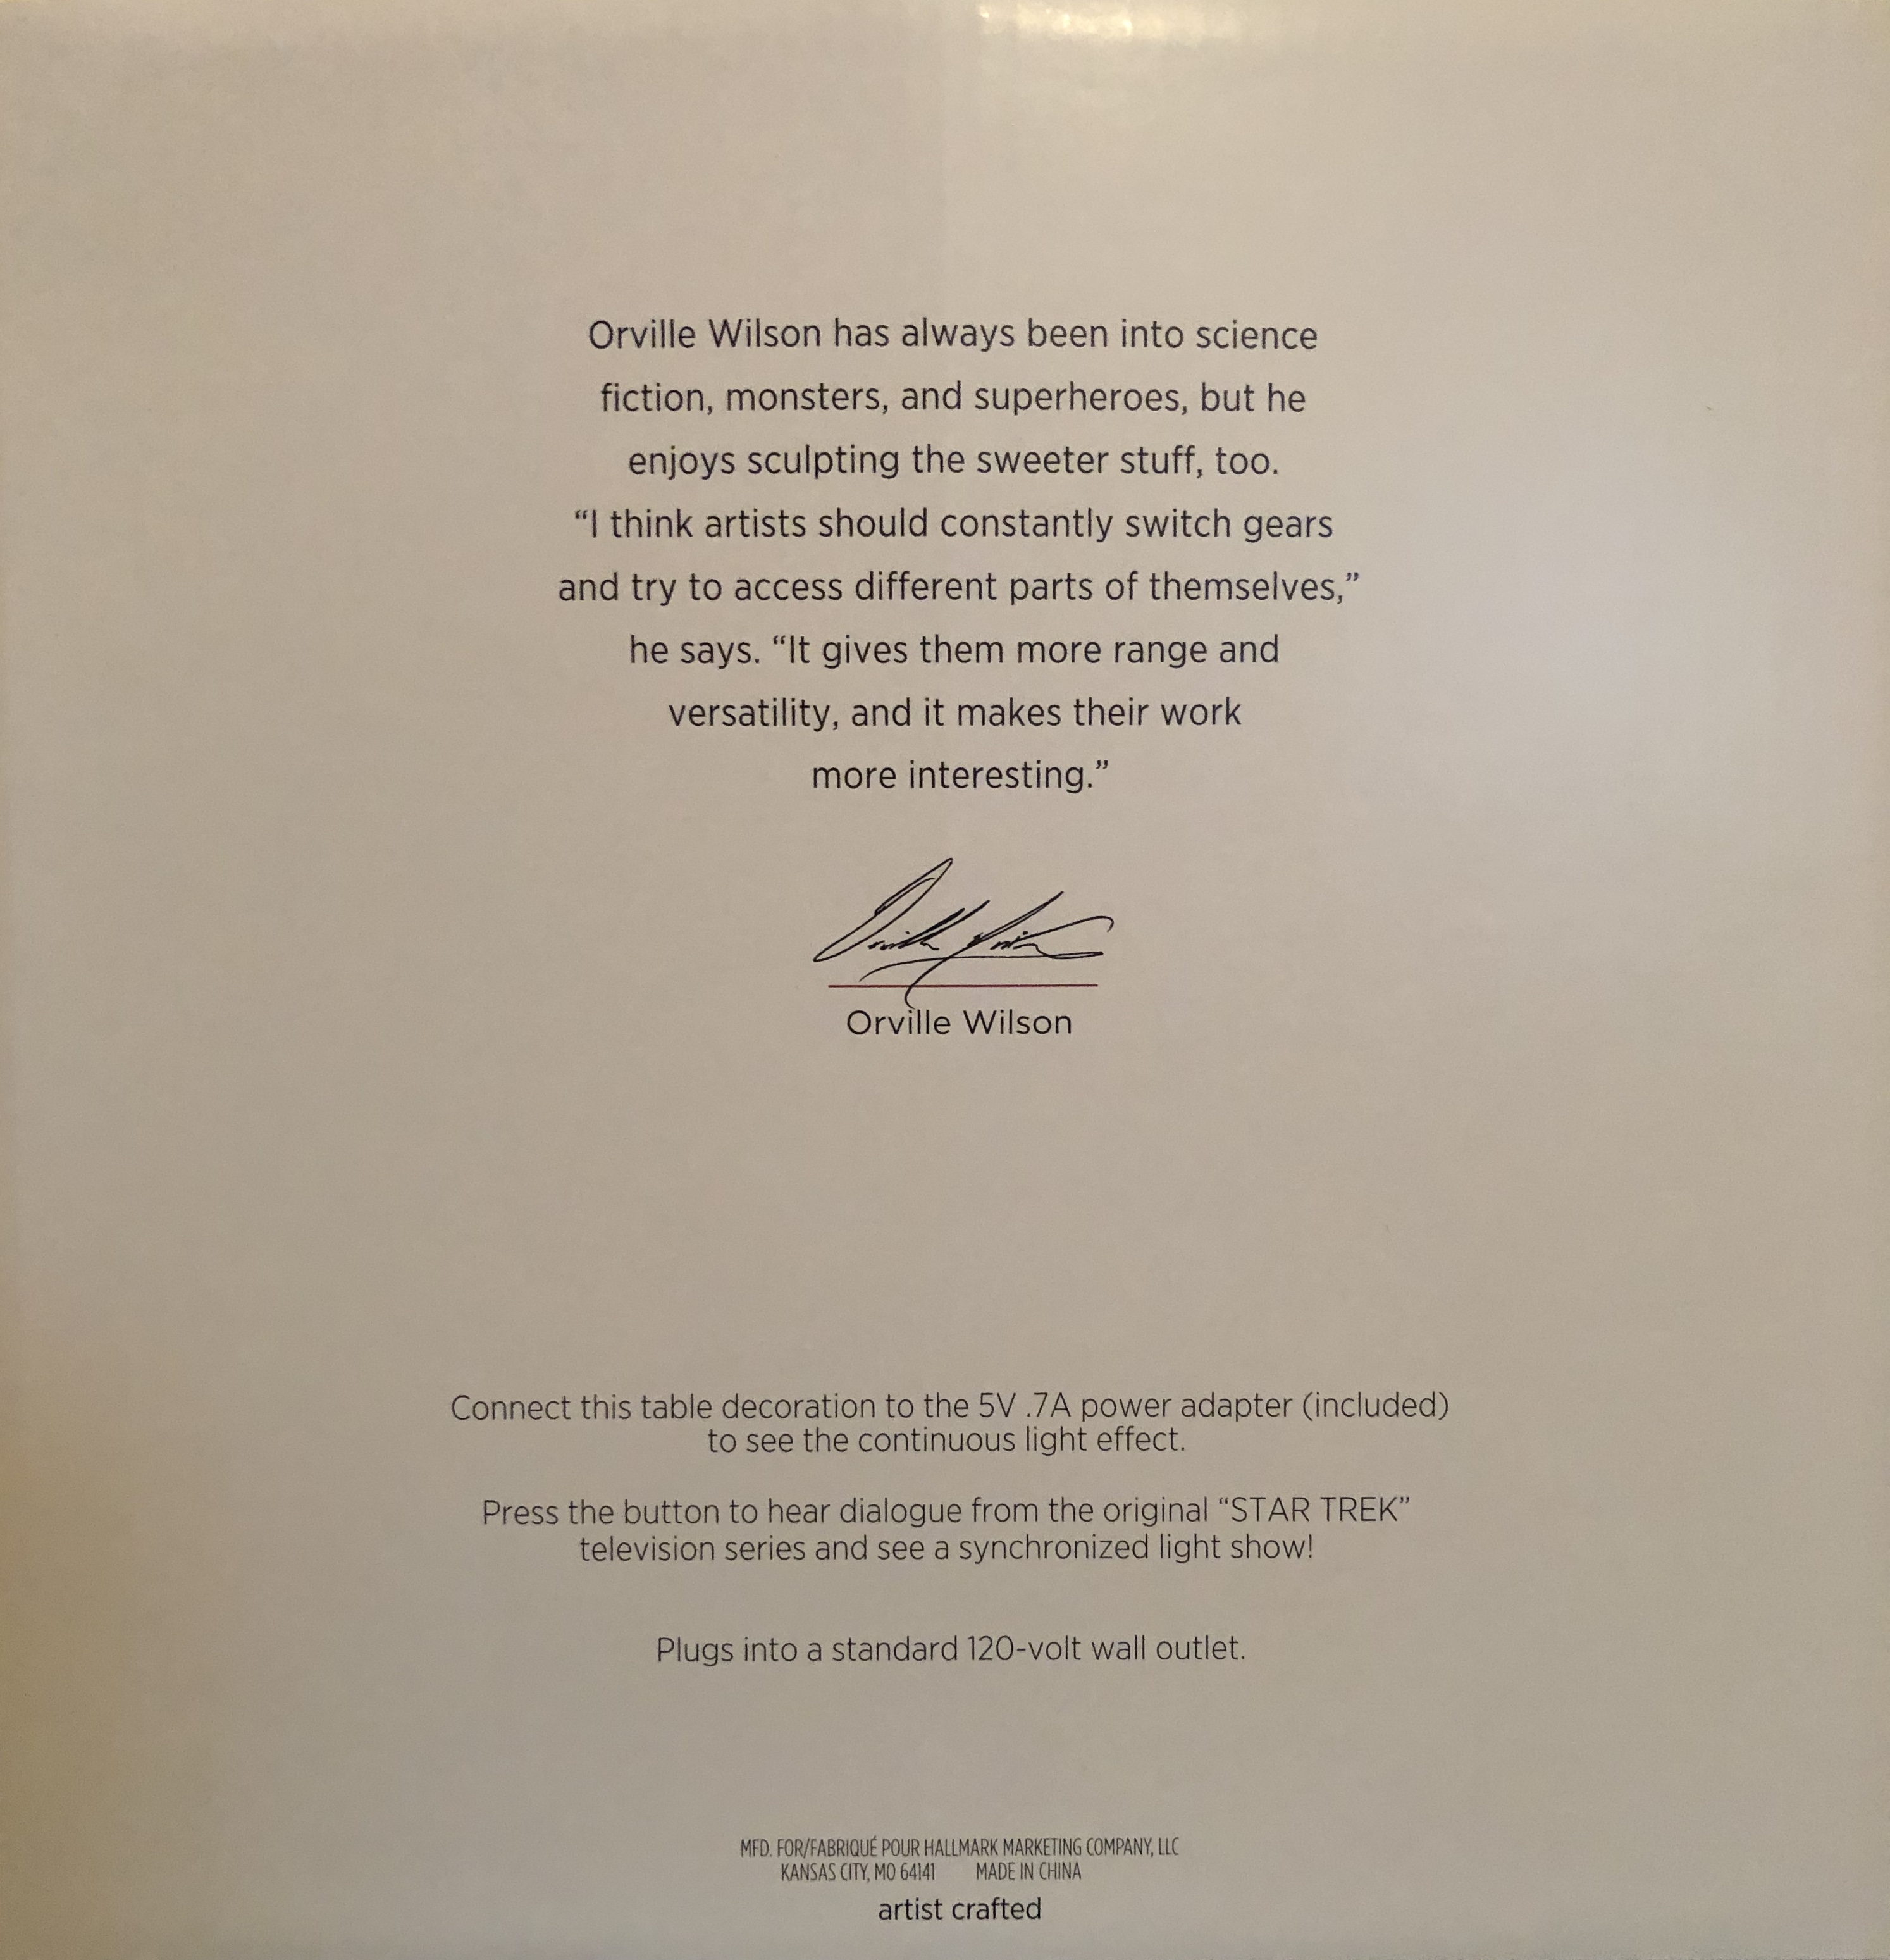 Orville Wilson has always been into science
fiction, monsters, and superheroes, but he
enjoys sculpting the sweeter stuff, too.
“I think artists should constantly switch gears
and try to access different parts of themselves,”
he says. “It gives them more range and
versatility, and it makes their work
more interesting.”
Orville Wilson
Orville Wilson
Connect this table decoration to the 5V .7A power adapter (included)
to see the continuous light effect.
Press the button to hear dialogue from the original “STAR TREK”
television series and see a synchronized light show!
Plugs into a standard 120-volt wall outlet.
MFD. FOR/FABRIQUÉ POUR HALLMARK MARKETING COMPANY, LLC
KANSAS CITY, MO 64141 MADE IN CHINA
artist crafted